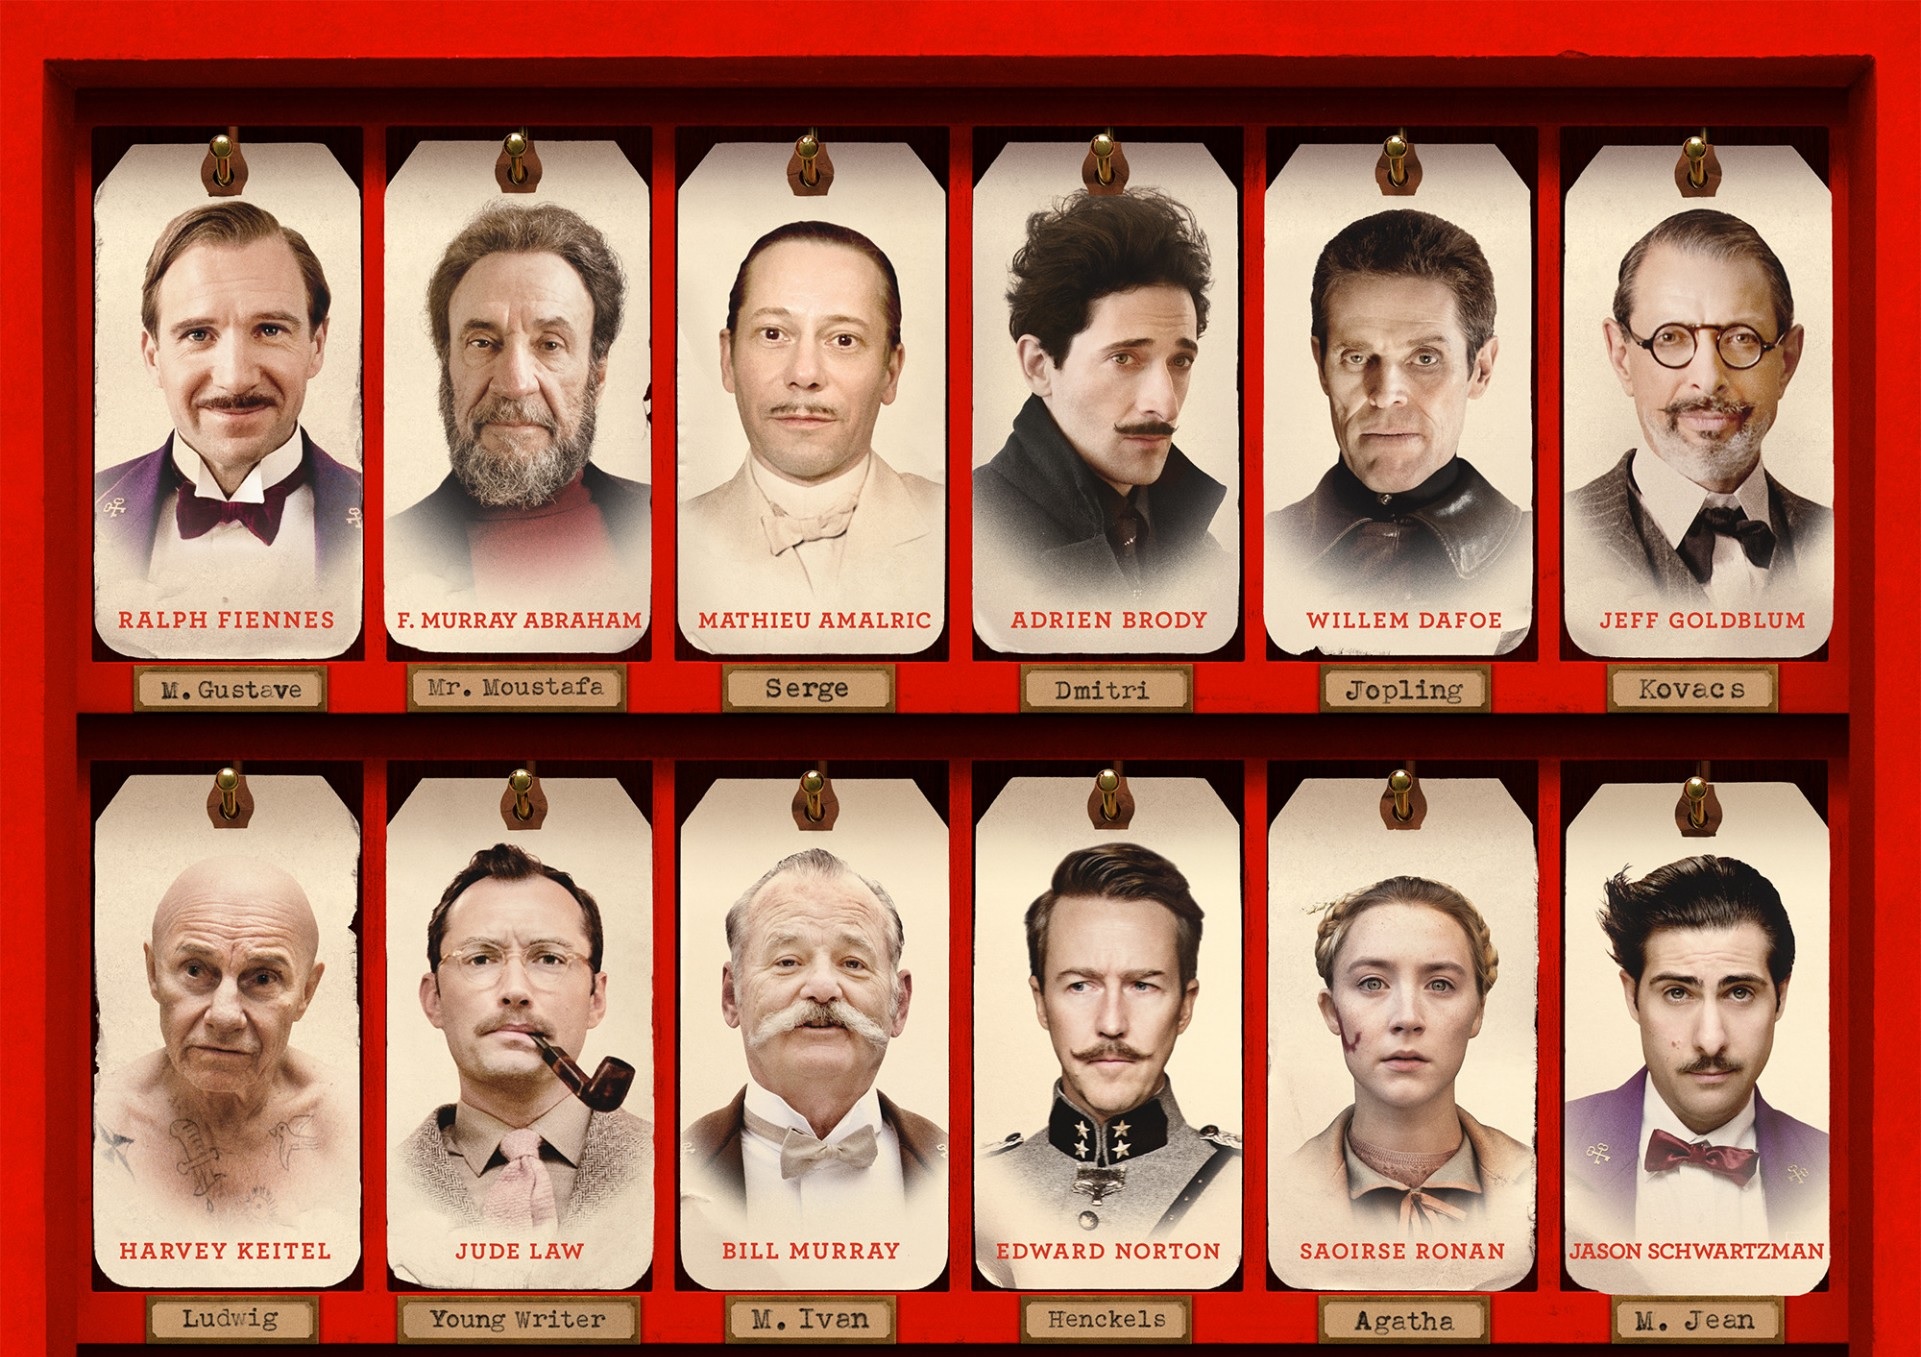 RALPH FIENNES
M. Gustave
F. MURRAY ABRAHAM
Mr. Moustafa
MATHIEU AMALRIC
Serge
ADRIEN BRODY
Dmitri
WILLEM DAFOE
Jopling
JEFF GOLDBLUM
Kovacs
HARVEY KEITEL
Ludwig
JUDE LAW
Young Writer
BILL MURRAY
M. Ivan
EDWARD NORTON
Henckels
SAOIRSE RONAN
Agatha
JASON SCHWARTZMAN
M. Jean